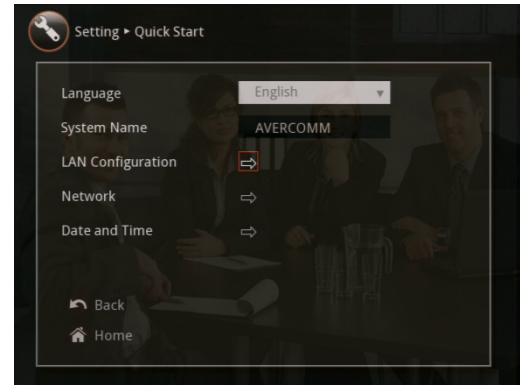 Setting ▸ Quick Start
Language English
System Name AVERCOMM
LAN Configuration
Network
Date and Time
Back
Home